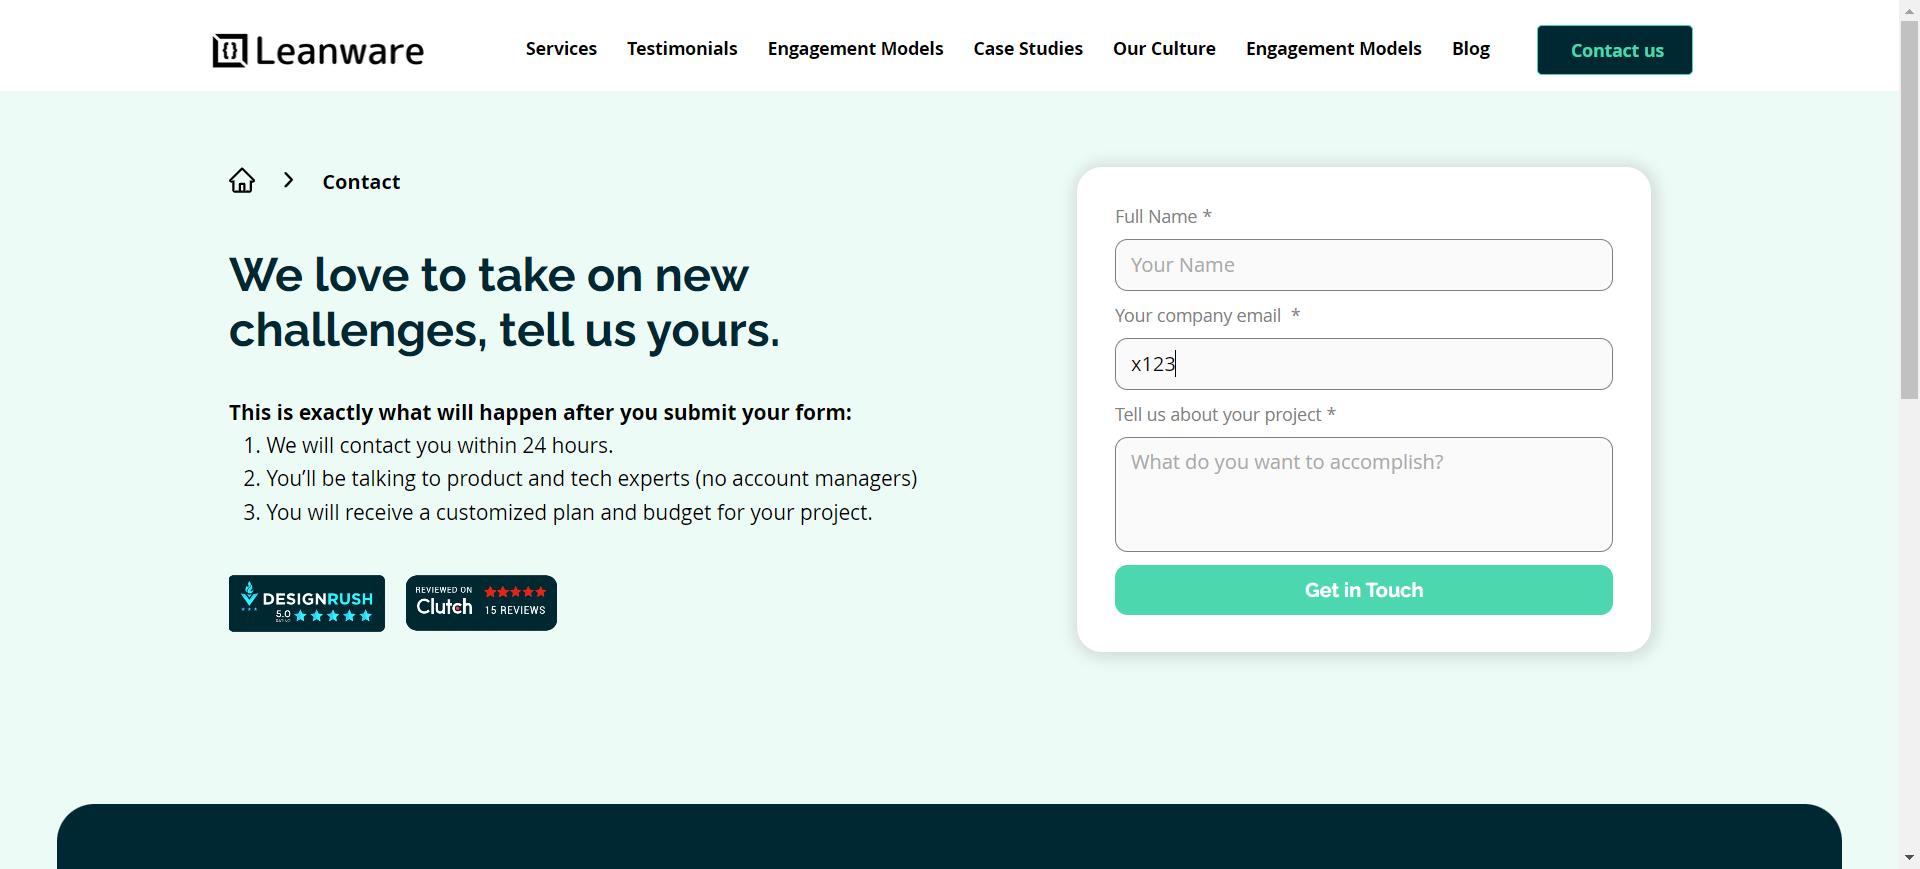 Leanware
Services
Testimonials
Engagement Models
Case Studies
Our Culture
Engagement Models
Blog
Contact us
Contact
We love to take on new
challenges, tell us yours.
This is exactly what will happen after you submit your form:
1. We will contact you within 24 hours.
2. You’ll be talking to product and tech experts (no account managers)
3. You will receive a customized plan and budget for your project.
DESIGNRUSH
5.0
RATING
REVIEWED ON
Clutch
15 REVIEWS
Full Name *
Your Name
Your company email *
x123
Tell us about your project *
What do you want to accomplish?
Get in Touch